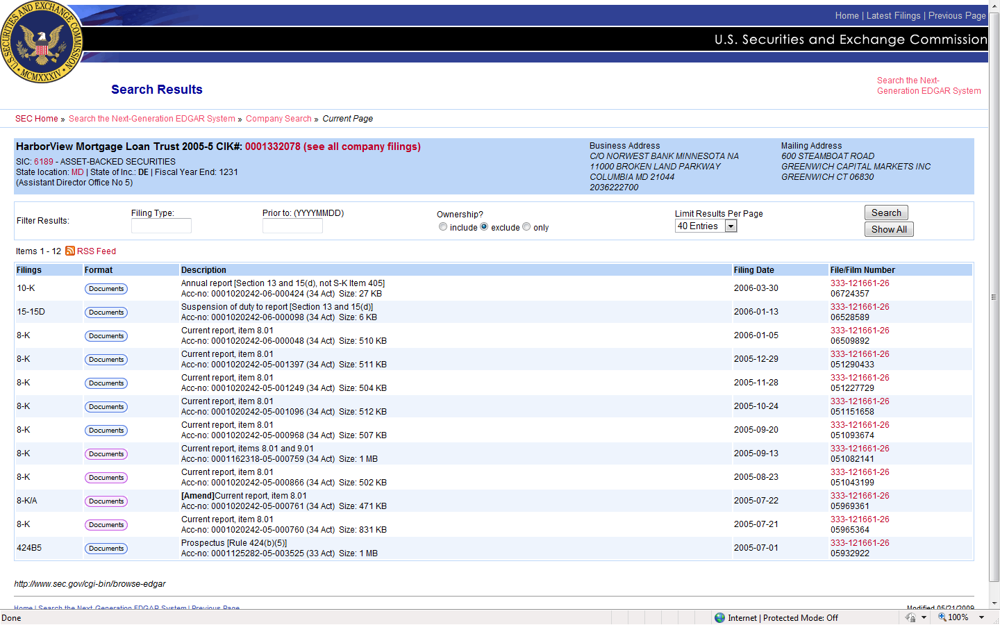 Home | Latest Filings | Previous Page
U.S. Securities and Exchange Commission
U.S. SECURITIES AND EXCHANGE COMMISSION
MCMXXXIV
Search Results
Search the Next-
Generation EDGAR System
SEC Home » Search the Next-Generation EDGAR System » Company Search » Current Page
HarborView Mortgage Loan Trust 2005-5 CIK#: 0001332078 (see all company filings)
SIC: 6189 - ASSET-BACKED SECURITIES
State location: MD | State of Inc.: DE | Fiscal Year End: 1231
(Assistant Director Office No 5)
Business Address
C/O NORWEST BANK MINNESOTA NA
11000 BROKEN LAND PARKWAY
COLUMBIA MD 21044
2036222700
Mailing Address
600 STEAMBOAT ROAD
GREENWICH CAPITAL MARKETS INC
GREENWICH CT 06830
Filter Results:
Filing Type:
Prior to: (YYYYMMDD)
Ownership?
include exclude only
Limit Results Per Page
40 Entries
Search
Show All
Items 1 - 12 RSS Feed
Filings Format Description Filing Date File/Film Number
10-K Documents Annual report [Section 13 and 15(d), not S-K Item 405] 2006-03-30 333-121661-26
Acc-no: 0001020242-06-000424 (34 Act) Size: 27 KB 06724357
15-15D Documents Suspension of duty to report [Section 13 and 15(d)] 2006-01-13 333-121661-26
Acc-no: 0001020242-06-000098 (34 Act) Size: 6 KB 06528589
8-K Documents Current report, item 8.01 2006-01-05 333-121661-26
Acc-no: 0001020242-06-000048 (34 Act) Size: 510 KB 06509892
8-K Documents Current report, item 8.01 2005-12-29 333-121661-26
Acc-no: 0001020242-05-001397 (34 Act) Size: 511 KB 051290433
8-K Documents Current report, item 8.01 2005-11-28 333-121661-26
Acc-no: 0001020242-05-001249 (34 Act) Size: 504 KB 051227729
8-K Documents Current report, item 8.01 2005-10-24 333-121661-26
Acc-no: 0001020242-05-001096 (34 Act) Size: 512 KB 051151658
8-K Documents Current report, item 8.01 2005-09-20 333-121661-26
Acc-no: 0001020242-05-000968 (34 Act) Size: 507 KB 051093674
8-K Documents Current report, items 8.01 and 9.01 2005-09-13 333-121661-26
Acc-no: 0001162318-05-000759 (34 Act) Size: 1 MB 051082141
8-K Documents Current report, item 8.01 2005-08-23 333-121661-26
Acc-no: 0001020242-05-000866 (34 Act) Size: 502 KB 051043199
8-K/A Documents [Amend]Current report, item 8.01 2005-07-22 333-121661-26
Acc-no: 0001020242-05-000761 (34 Act) Size: 471 KB 05969361
8-K Documents Current report, item 8.01 2005-07-21 333-121661-26
Acc-no: 0001020242-05-000760 (34 Act) Size: 831 KB 05965364
424B5 Documents Prospectus [Rule 424(b)(5)] 2005-07-01 333-121661-26
Acc-no: 0001125282-05-003525 (33 Act) Size: 1 MB 05932922
http://www.sec.gov/cgi-bin/browse-edgar
Home | Search the Next-Generation EDGAR System | Previous Page Modified 05/21/2009
Done Internet | Protected Mode: Off 100%